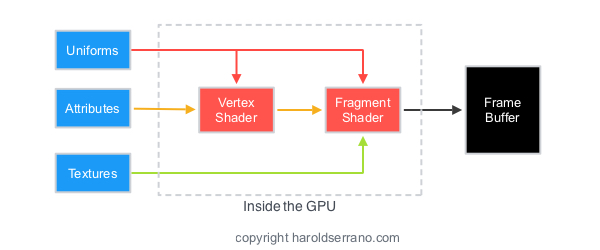 Uniforms
Attributes
Textures
Vertex
Shader
Fragment
Shader
Frame
Buffer
Inside the GPU
copyright haroldserrano.com